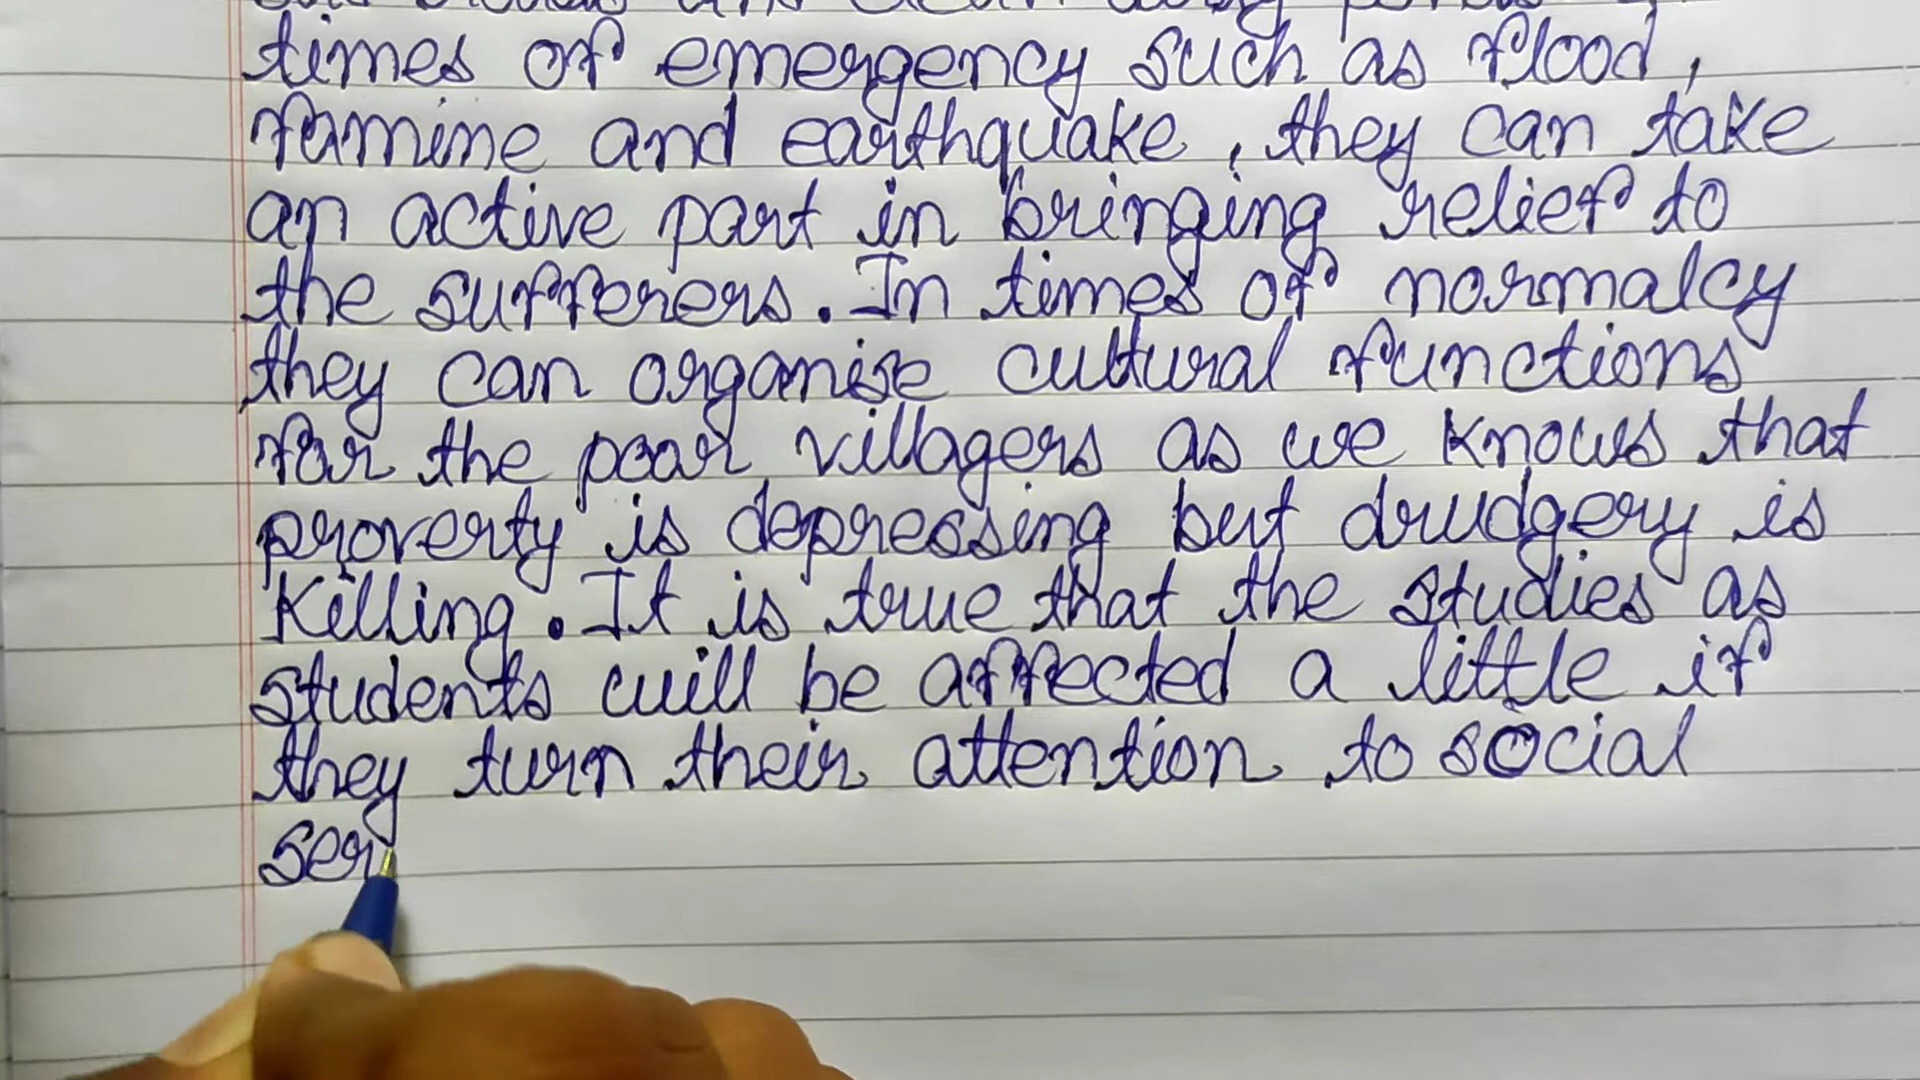 times of emergency such as flood,
famine and earthquake, they can take
an active part in bringing relief to
the sufferers. In times of normalcy
they can organise cultural functions
for the poor villagers as we knows that
proverty is depressing but drudgery is
killing. It is true that the studies as
students will be affected a little if
they turn their attention to social
ser